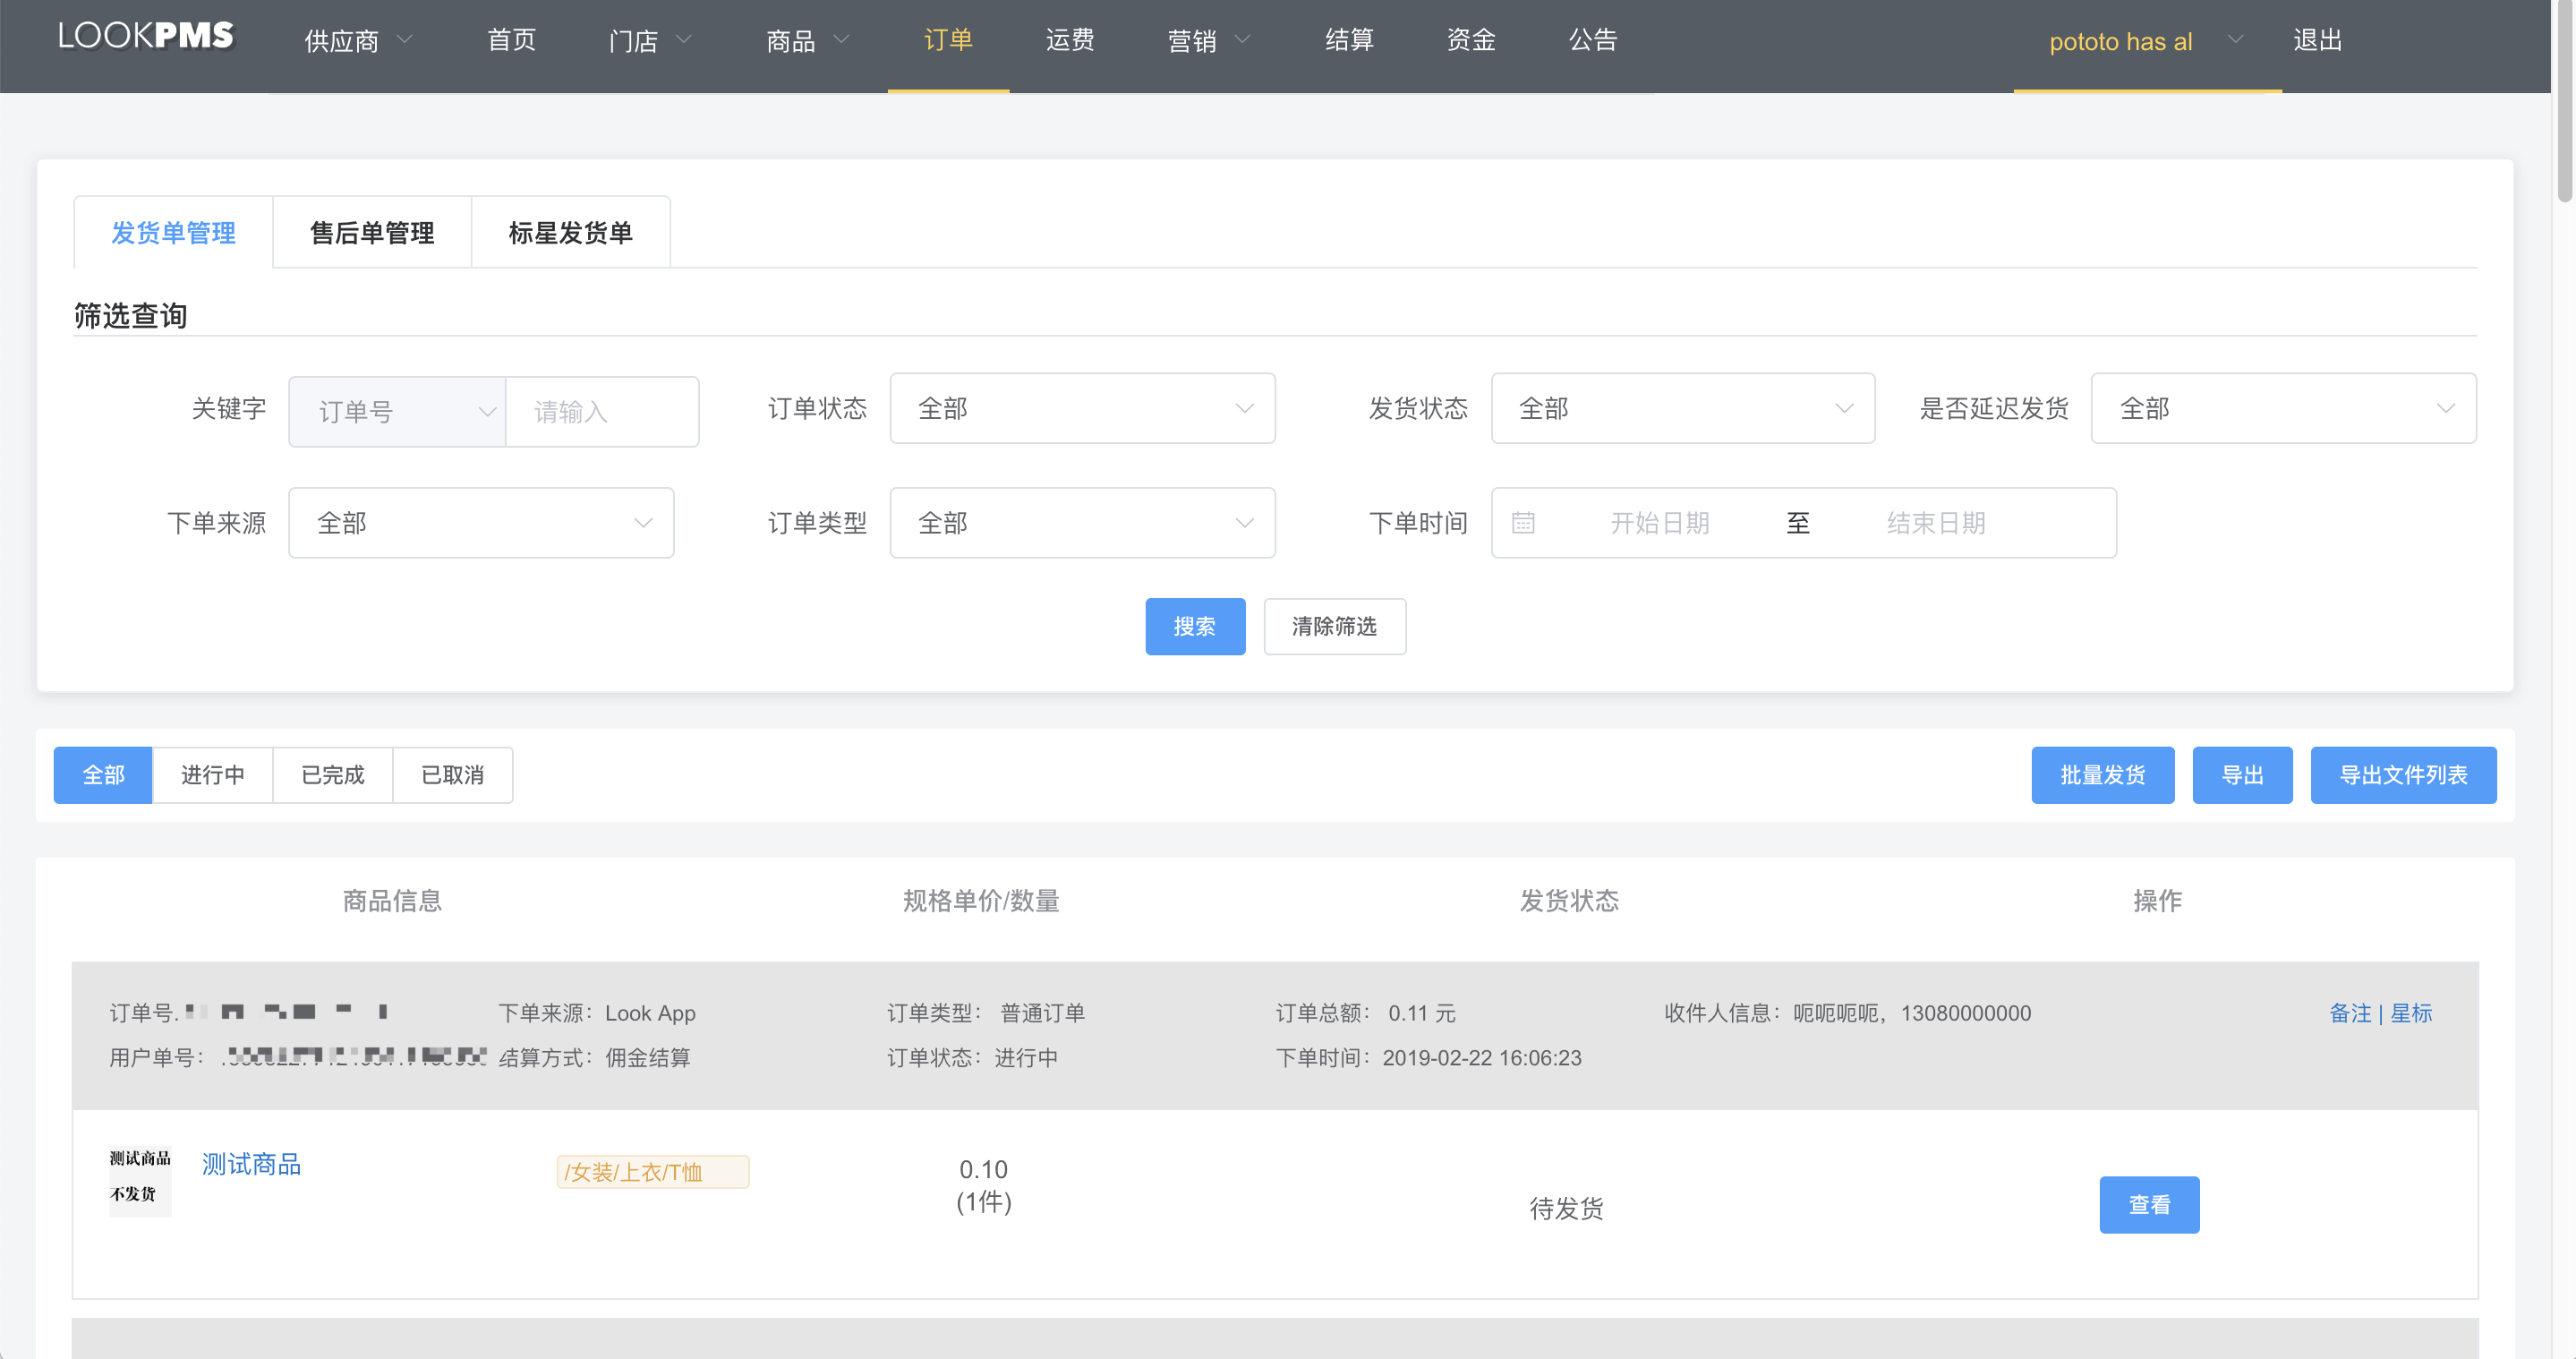 LOOKPMS 供应商 首页 门店 商品 订单 运费 营销 结算 资金 公告 pototo has al 退出
发货单管理 售后单管理 标星发货单
筛选查询
关键字 订单号 请输入 订单状态 全部 发货状态 全部 是否延迟发货 全部
下单来源 全部 订单类型 全部 下单时间 开始日期 至 结束日期
搜索 清除筛选
全部 进行中 已完成 已取消 批量发货 导出 导出文件列表
商品信息 规格单价/数量 发货状态 操作
订单号 下单来源：Look App 订单类型： 普通订单 订单总额： 0.11 元 收件人信息：呃呃呃呃，13080000000 备注 | 星标
用户单号： 结算方式：佣金结算 订单状态：进行中 下单时间：2019-02-22 16:06:23
测试商品
不发货
测试商品 /女装/上衣/T恤 0.10
(1件)
待发货 查看